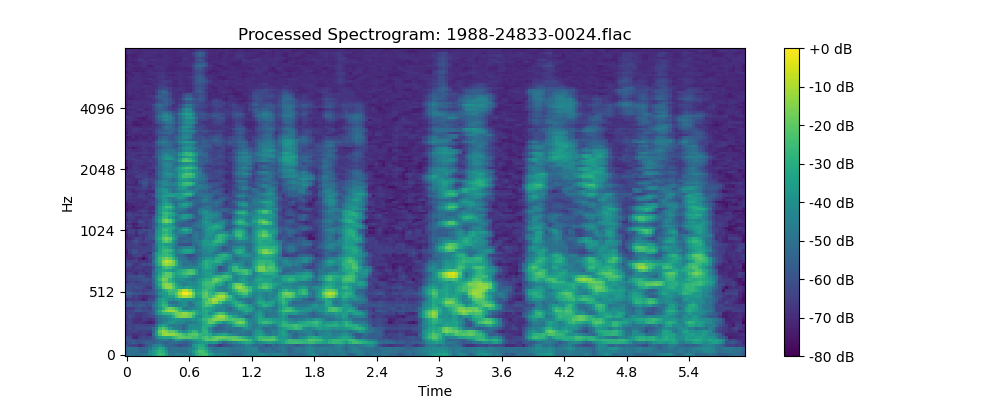 Processed Spectrogram: 1988-24833-0024.flac
4096
2048
1024
512
0
Hz
0 0.6 1.2 1.8 2.4 3 3.6 4.2 4.8 5.4
Time
+0 dB
-10 dB
-20 dB
-30 dB
-40 dB
-50 dB
-60 dB
-70 dB
-80 dB